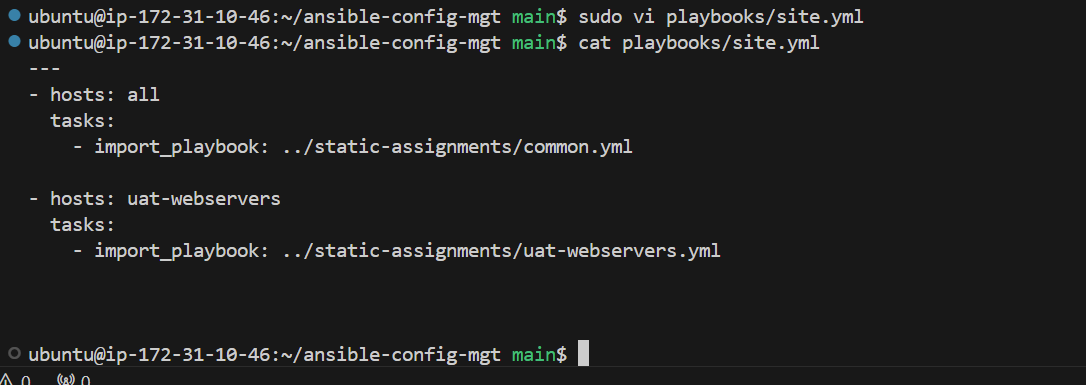 ubuntu@ip-172-31-10-46:~/ansible-config-mgt main$ sudo vi playbooks/site.yml
ubuntu@ip-172-31-10-46:~/ansible-config-mgt main$ cat playbooks/site.yml
---
- hosts: all
  tasks:
    - import_playbook: ../static-assignments/common.yml

- hosts: uat-webservers
  tasks:
    - import_playbook: ../static-assignments/uat-webservers.yml

ubuntu@ip-172-31-10-46:~/ansible-config-mgt main$
0 0